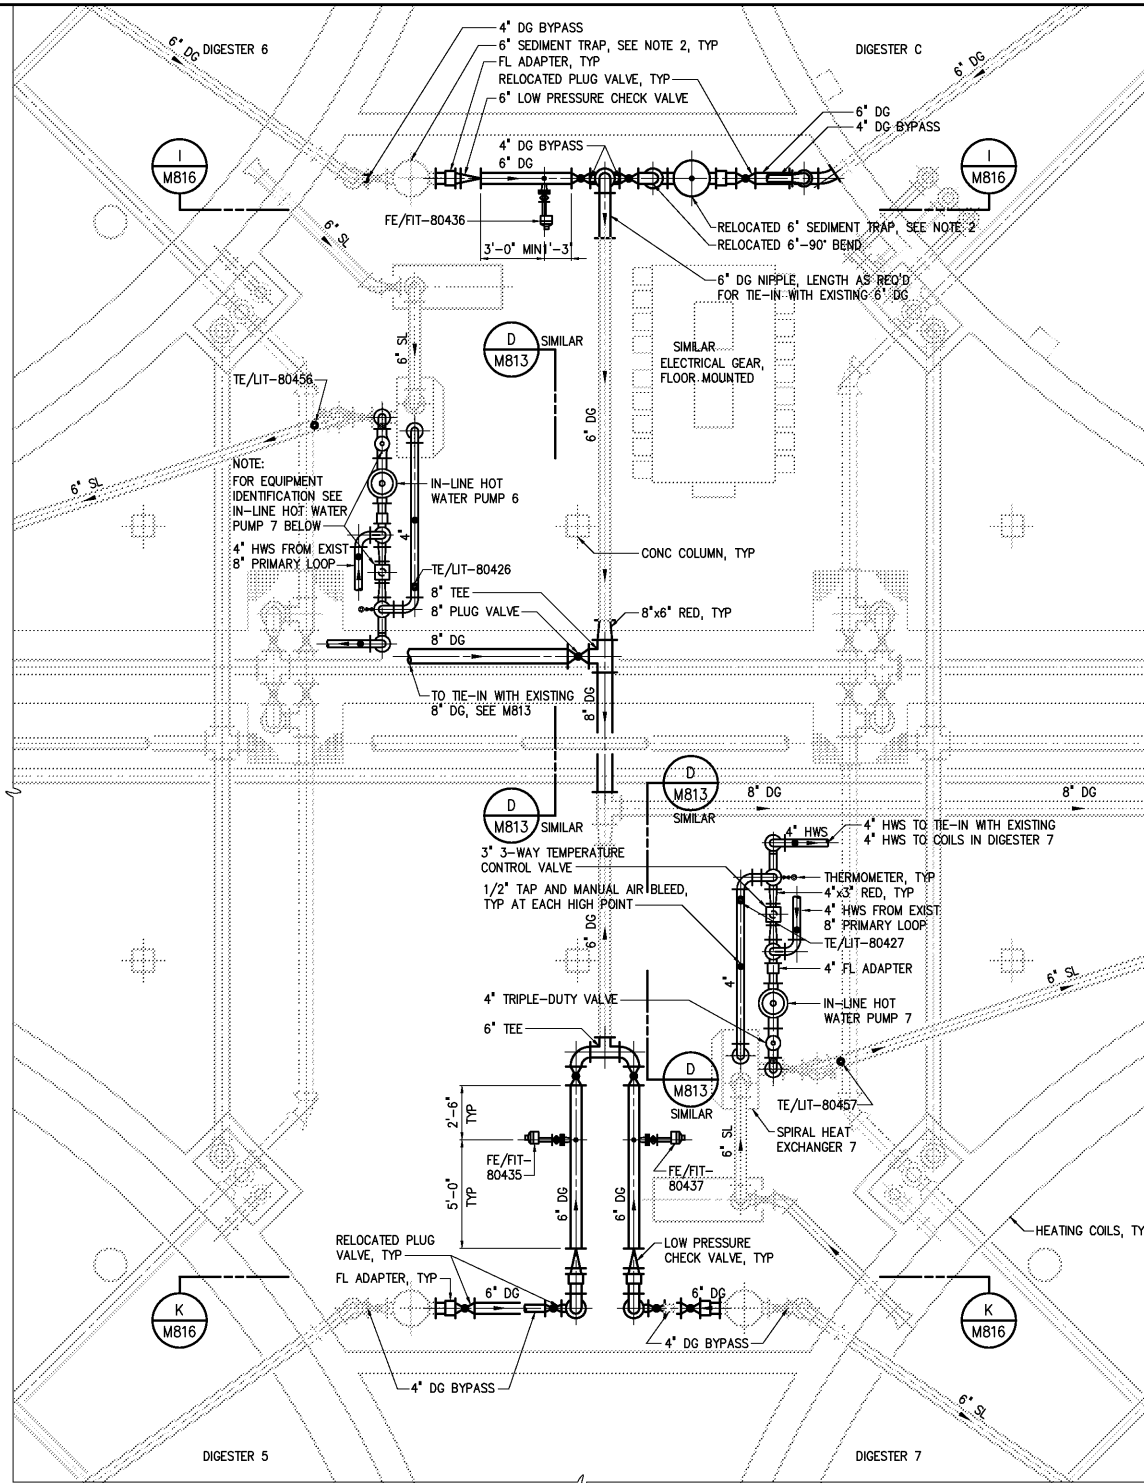 4" DG BYPASS
6" SEDIMENT TRAP, SEE NOTE 2, TYP
FL ADAPTER, TYP
RELOCATED PLUG VALVE, TYP
6" LOW PRESSURE CHECK VALVE
6" DG
DIGESTER 6
DIGESTER C
6" DG
6" DG
4" DG BYPASS
4" DG BYPASS
6" DG
I
M816
I
M816
FE/FIT-80436
3'-0" MIN
1'-3"
RELOCATED 6" SEDIMENT TRAP, SEE NOTE 2
RELOCATED 6"-90° BEND
6" SL
6" DG NIPPLE, LENGTH AS REQ'D
FOR TIE-IN WITH EXISTING 6" DG
D
M813
SIMILAR
SIMILAR
ELECTRICAL GEAR,
FLOOR MOUNTED
6" SL
TE/LIT-80456
6" DG
NOTE:
FOR EQUIPMENT
IDENTIFICATION SEE
IN-LINE HOT WATER
PUMP 7 BELOW
6" SL
IN-LINE HOT
WATER PUMP 6
4"
4" HWS FROM EXIST
8" PRIMARY LOOP
CONC COLUMN, TYP
TE/LIT-80426
8" TEE
8" PLUG VALVE
8"x6" RED, TYP
8" DG
TO TIE-IN WITH EXISTING
8" DG, SEE M813
8" DG
D
M813
SIMILAR
D
M813
SIMILAR
8" DG
8" DG
4" HWS
4" HWS TO TIE-IN WITH EXISTING
4" HWS TO COILS IN DIGESTER 7
3" 3-WAY TEMPERATURE
CONTROL VALVE
1/2" TAP AND MANUAL AIR BLEED,
TYP AT EACH HIGH POINT
THERMOMETER, TYP
4"x3" RED, TYP
4" HWS FROM EXIST
8" PRIMARY LOOP
TE/LIT-80427
6" DG
4" FL ADAPTER
4"
6" SL
4" TRIPLE-DUTY VALVE
IN-LINE HOT
WATER PUMP 7
6" TEE
D
M813
SIMILAR
2'-6"
TYP
TE/LIT-80457
SPIRAL HEAT
EXCHANGER 7
6" SL
FE/FIT-
80435
FE/FIT-
80437
5'-0"
TYP
6" DG
6" DG
HEATING COILS, TY
RELOCATED PLUG
VALVE, TYP
LOW PRESSURE
CHECK VALVE, TYP
FL ADAPTER, TYP
6" DG
6" DG
K
M816
K
M816
4" DG BYPASS
4" DG BYPASS
6" SL
DIGESTER 5
DIGESTER 7